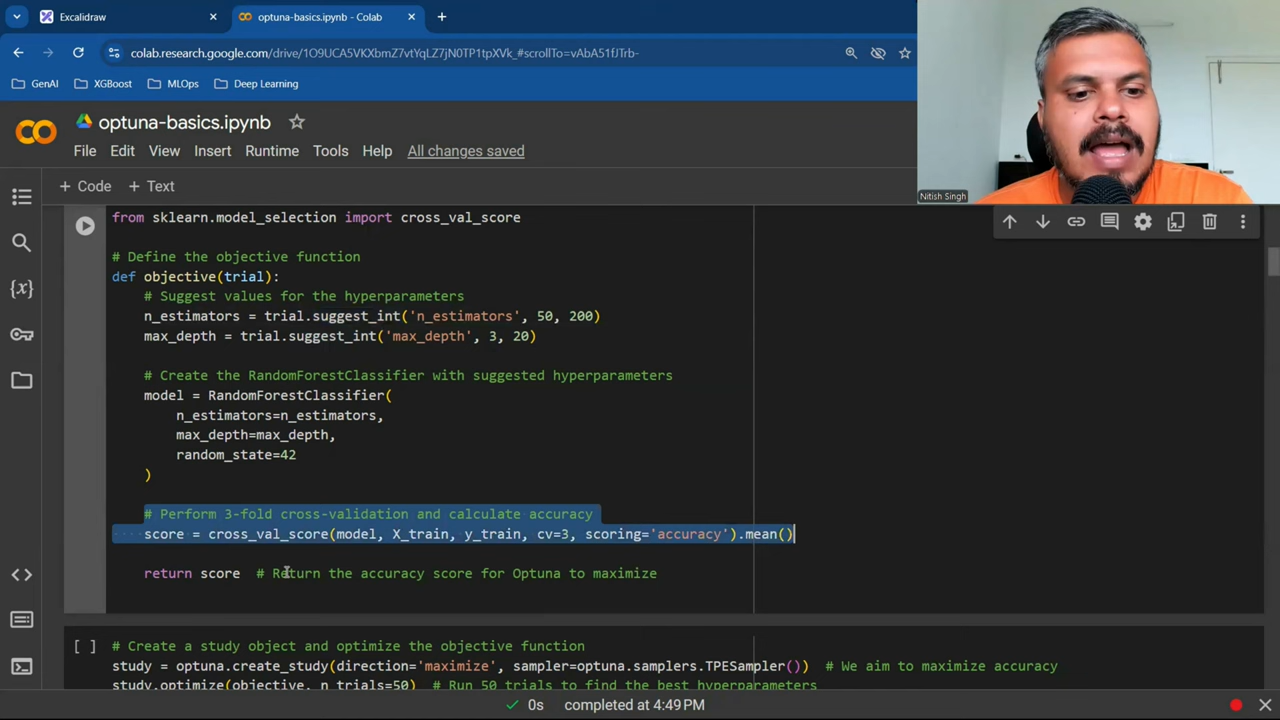 Excalidraw
optuna-basics.ipynb - Colab
colab.research.google.com/drive/1O9UCA5VKXbmZ7vtYqLZ7jN0TP1tpXVk_#scrollTo=vAbA51fJTrb-
GenAI
XGBoost
MLOps
Deep Learning
optuna-basics.ipynb
File Edit View Insert Runtime Tools Help All changes saved
+ Code + Text
Nitish Singh
from sklearn.model_selection import cross_val_score
# Define the objective function
def objective(trial):
# Suggest values for the hyperparameters
n_estimators = trial.suggest_int('n_estimators', 50, 200)
max_depth = trial.suggest_int('max_depth', 3, 20)
# Create the RandomForestClassifier with suggested hyperparameters
model = RandomForestClassifier(
n_estimators=n_estimators,
max_depth=max_depth,
random_state=42
)
# Perform 3-fold cross-validation and calculate accuracy
score = cross_val_score(model, X_train, y_train, cv=3, scoring='accuracy').mean()
return score # Return the accuracy score for Optuna to maximize
[ ] # Create a study object and optimize the objective function
study = optuna.create_study(direction='maximize', sampler=optuna.samplers.TPESampler()) # We aim to maximize accuracy
study.optimize(objective, n_trials=50) # Run 50 trials to find the best hyperparameters
0s completed at 4:49 PM